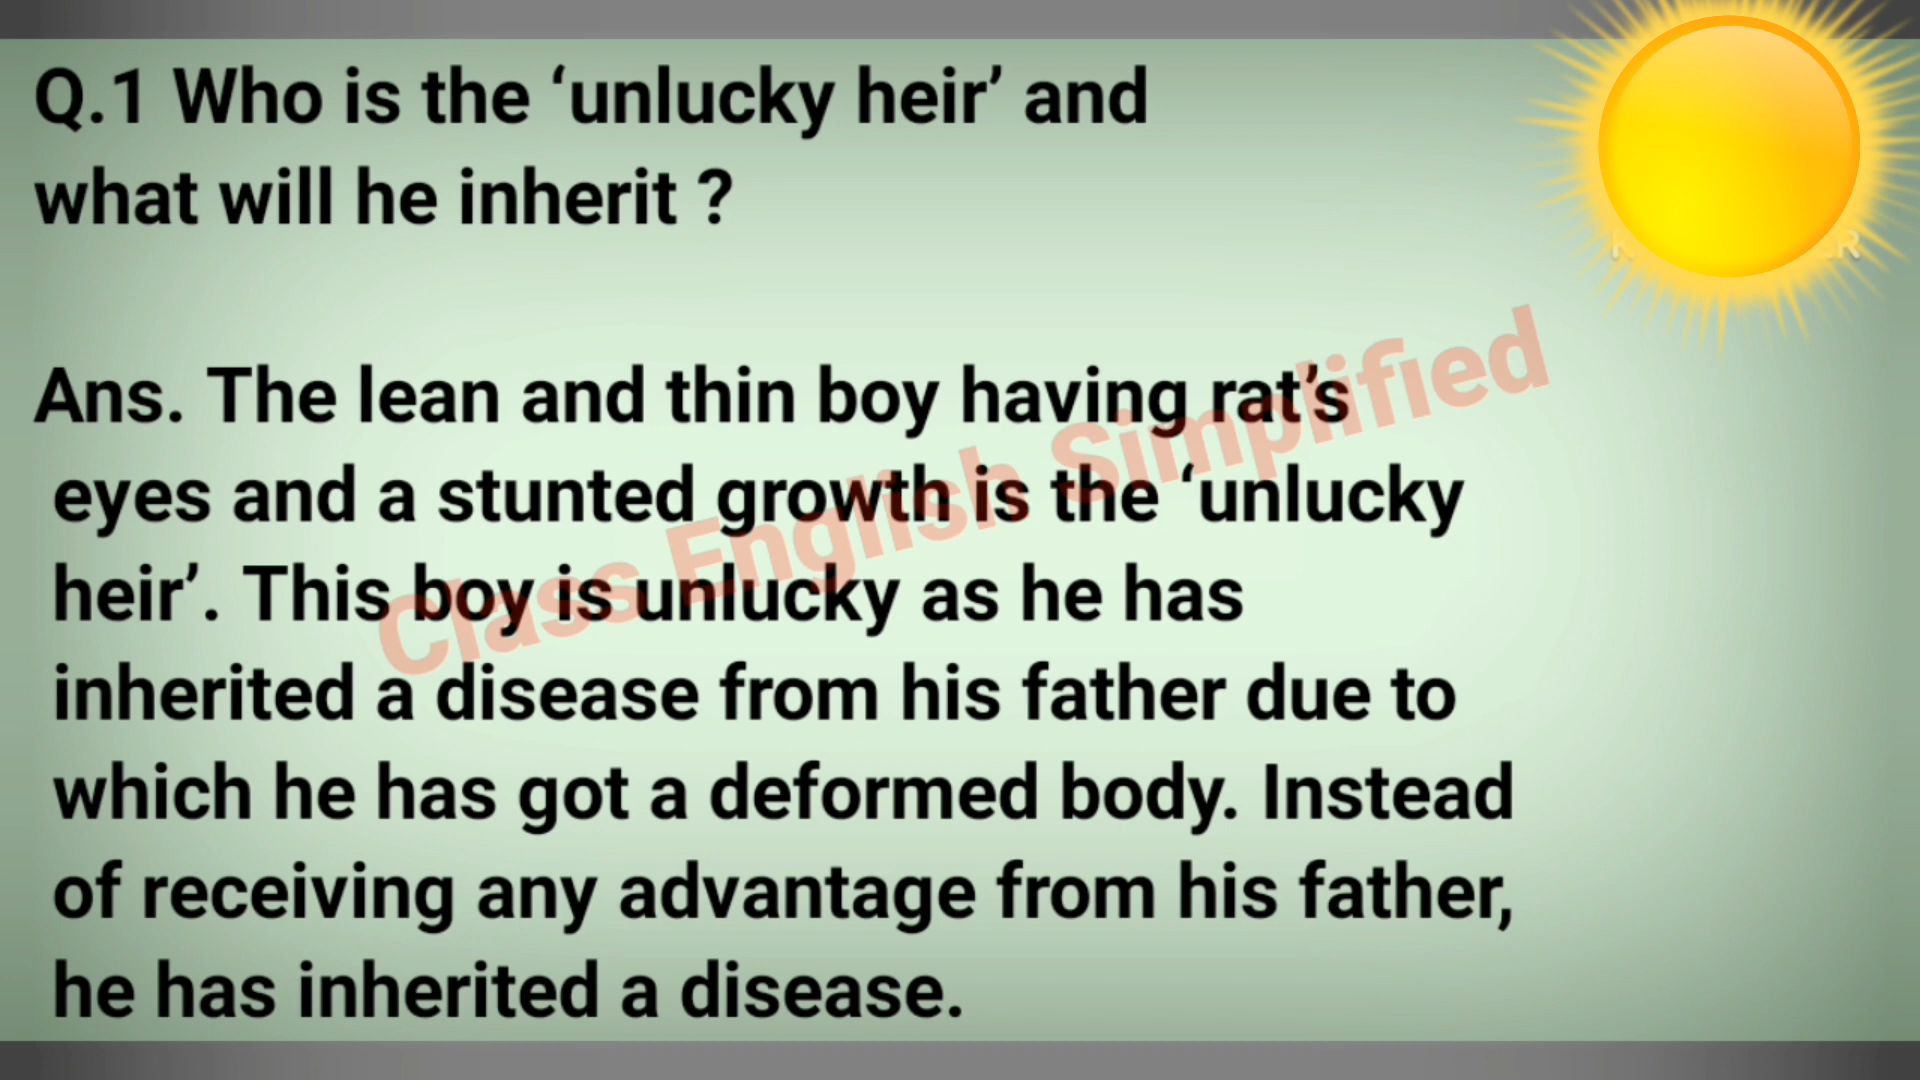 Q.1 Who is the ‘unlucky heir’ and
what will he inherit ?
Ans. The lean and thin boy having rat’s
eyes and a stunted growth is the ‘unlucky
heir’. This boy is unlucky as he has
inherited a disease from his father due to
which he has got a deformed body. Instead
of receiving any advantage from his father,
he has inherited a disease.
Class English Simplified